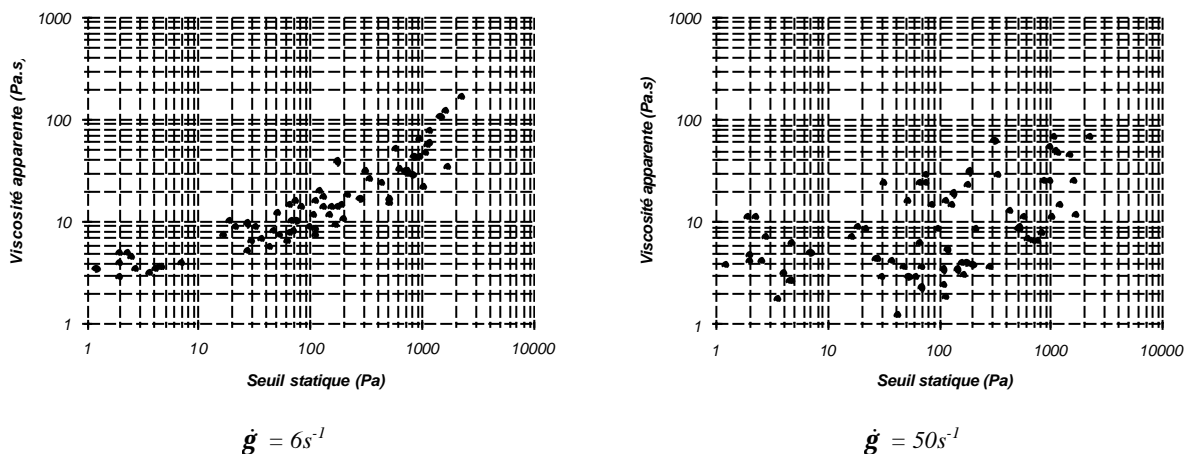 1000
100
10
1
Viscosité apparente (Pa.s,
1 10 100 1000 10000
Seuil statique (Pa)
ġ = 6s-1
1000
100
10
1
Viscosité apparente (Pa.s)
1 10 100 1000 10000
Seuil statique (Pa)
ġ = 50s-1